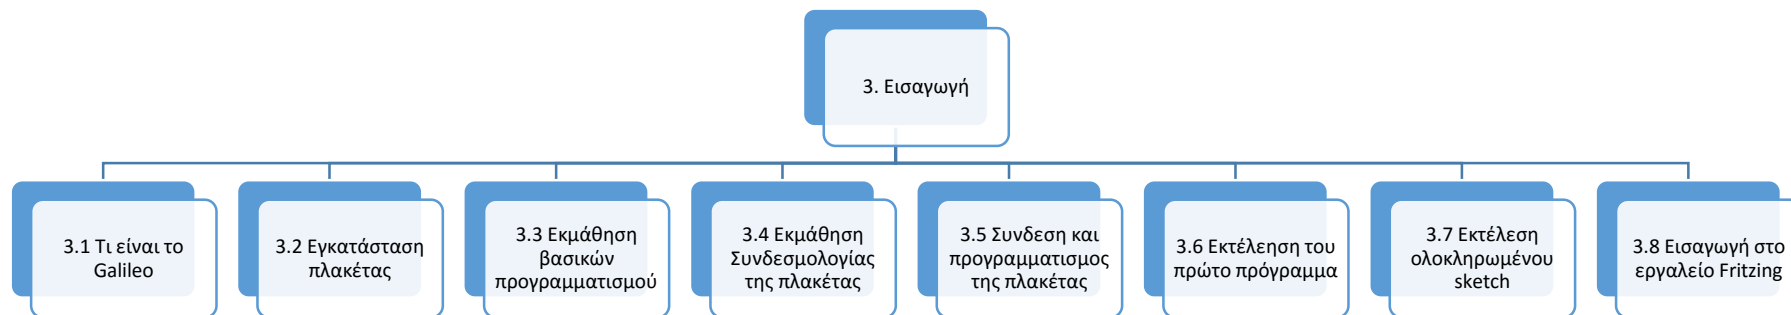 3. Εισαγωγή
3.1 Τι είναι το
Galileo
3.2 Εγκατάσταση
πλακέτας
3.3 Εκμάθηση
βασικών
προγραμματισμού
3.4 Εκμάθηση
Συνδεσμολογίας
της πλακέτας
3.5 Συνδεση και
προγραμματισμος
της πλακέτας
3.6 Εκτέλεηση του
πρώτο πρόγραμμα
3.7 Εκτέλεση
ολοκληρωμένου
sketch
3.8 Εισαγωγή στο
εργαλείο Fritzing